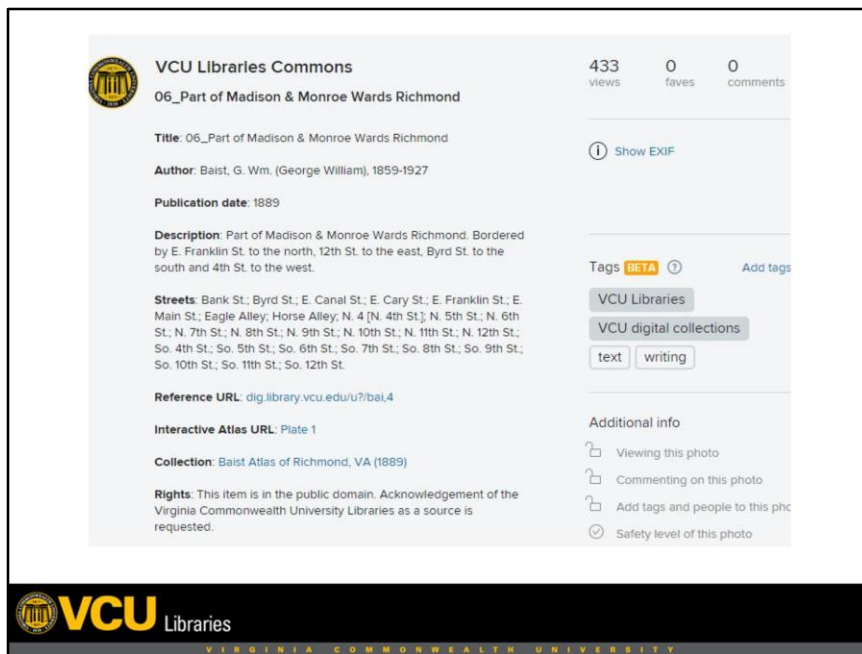 VCU Libraries Commons
06_Part of Madison & Monroe Wards Richmond
Title: 06_Part of Madison & Monroe Wards Richmond
Author: Baist, G. Wm. (George William), 1859-1927
Publication date: 1889
Description: Part of Madison & Monroe Wards Richmond. Bordered
by E. Franklin St. to the north, 12th St. to the east, Byrd St. to the
south and 4th St. to the west.
Streets: Bank St.; Byrd St.; E. Canal St.; E. Cary St.; E. Franklin St.; E.
Main St.; Eagle Alley; Horse Alley; N. 4 [N. 4th St.]; N. 5th St.; N. 6th
St.; N. 7th St.; N. 8th St.; N. 9th St.; N. 10th St.; N. 11th St.; N. 12th St.;
So. 4th St.; So. 5th St.; So. 6th St.; So. 7th St.; So. 8th St.; So. 9th St.;
So. 10th St.; So. 11th St.; So. 12th St.
Reference URL: dig.library.vcu.edu/u?/bai,4
Interactive Atlas URL: Plate 1
Collection: Baist Atlas of Richmond, VA (1889)
Rights: This item is in the public domain. Acknowledgement of the
Virginia Commonwealth University Libraries as a source is
requested.
433 0 0
views faves comments
Show EXIF
Tags BETA ? Add tags
VCU Libraries
VCU digital collections
text writing
Additional info
Viewing this photo
Commenting on this photo
Add tags and people to this pho
Safety level of this photo
VCU Libraries
VIRGINIA COMMONWEALTH UNIVERSITY